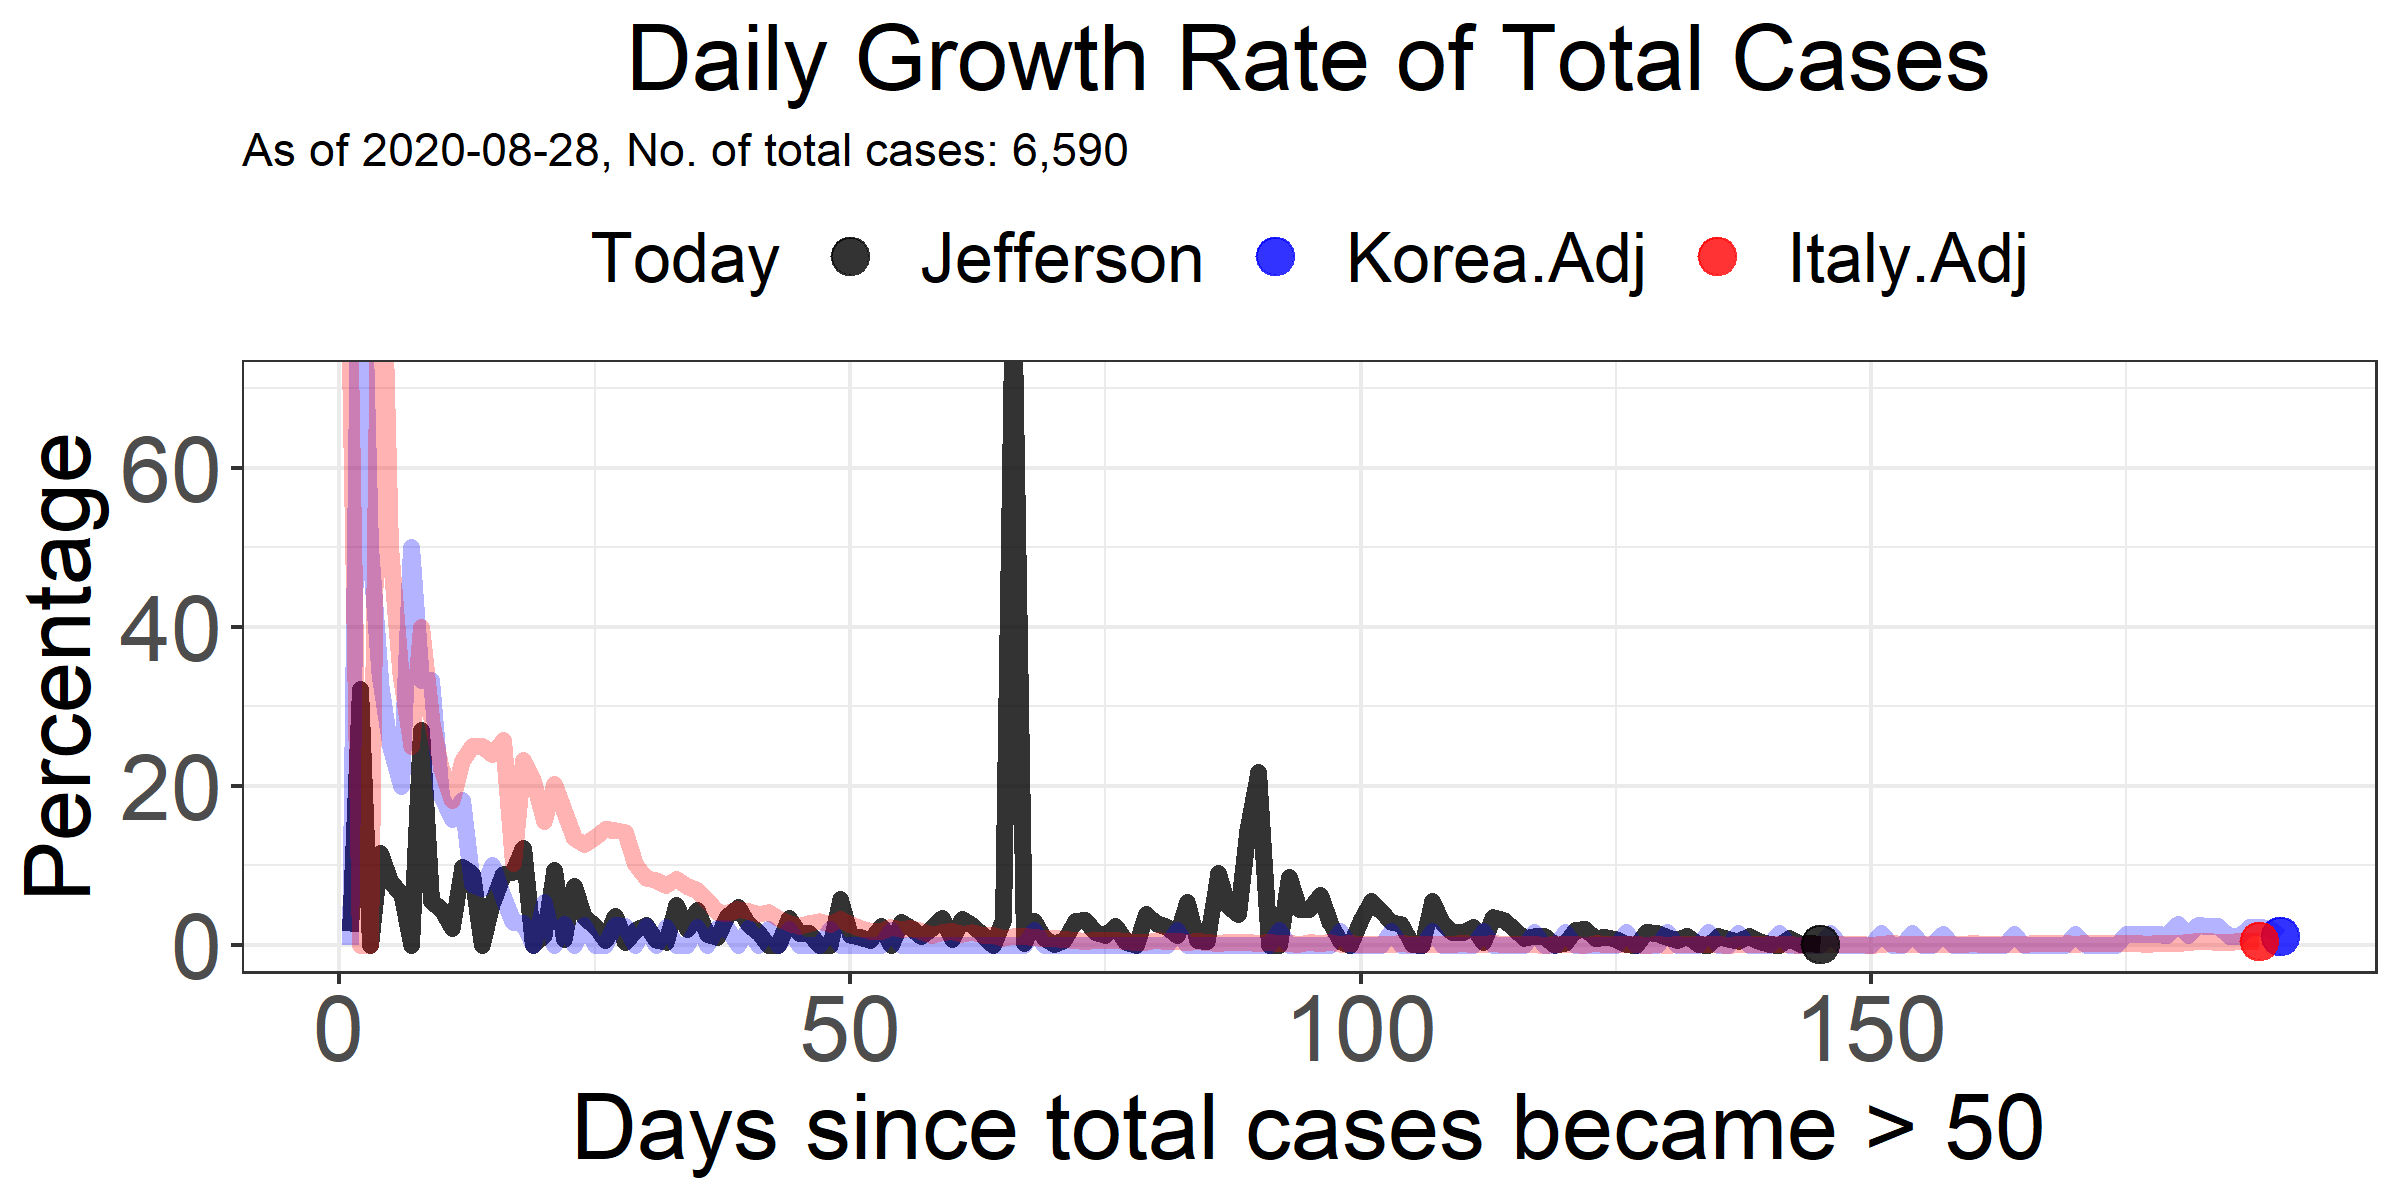 Daily Growth Rate of Total Cases
As of 2020-08-28, No. of total cases: 6,590
Today Jefferson Korea.Adj Italy.Adj
Percentage
60
40
20
0
0 50 100 150
Days since total cases became > 50